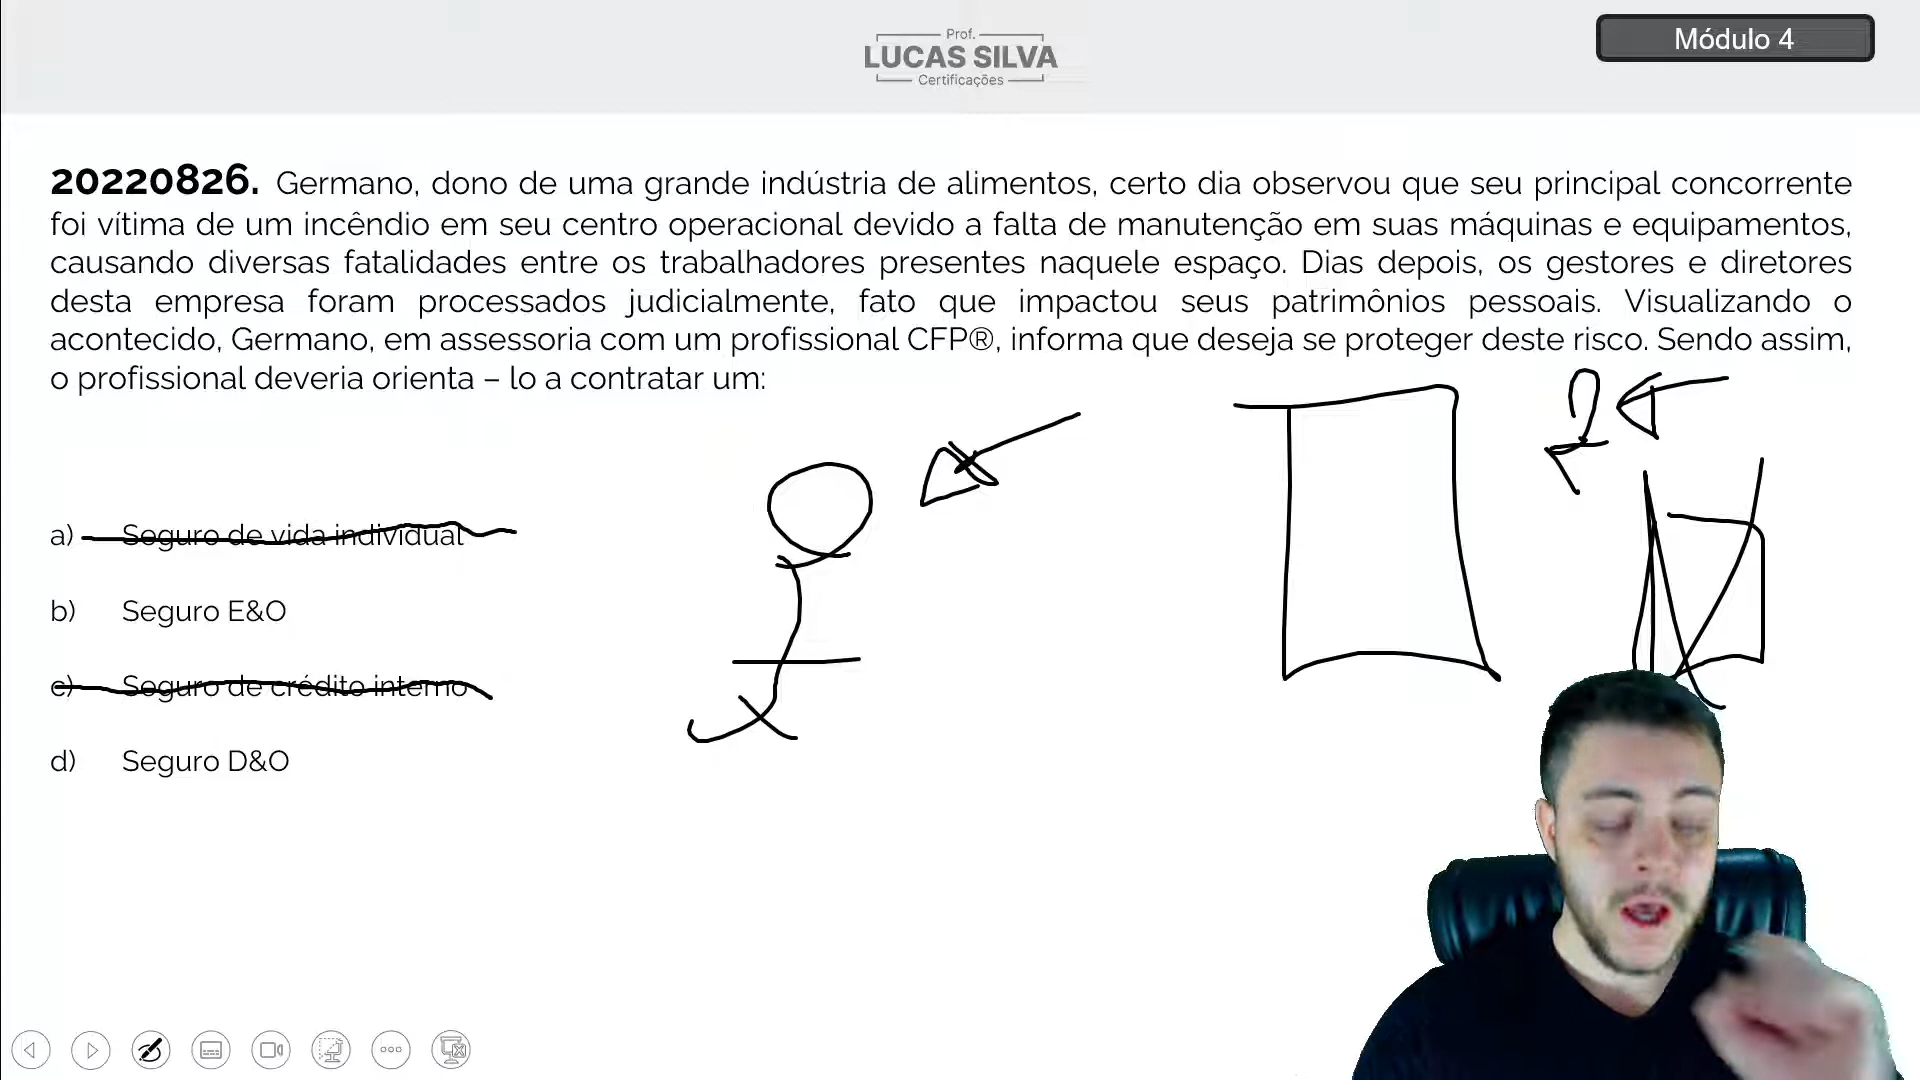 Prof.
LUCAS SILVA
Certificações
Módulo 4
20220826. Germano, dono de uma grande indústria de alimentos, certo dia observou que seu principal concorrente
foi vítima de um incêndio em seu centro operacional devido a falta de manutenção em suas máquinas e equipamentos,
causando diversas fatalidades entre os trabalhadores presentes naquele espaço. Dias depois, os gestores e diretores
desta empresa foram processados judicialmente, fato que impactou seus patrimônios pessoais. Visualizando o
acontecido, Germano, em assessoria com um profissional CFP®, informa que deseja se proteger deste risco. Sendo assim,
o profissional deveria orienta – lo a contratar um:
a) Seguro de vida individual
b) Seguro E&O
c) Seguro de crédito interno
d) Seguro D&O